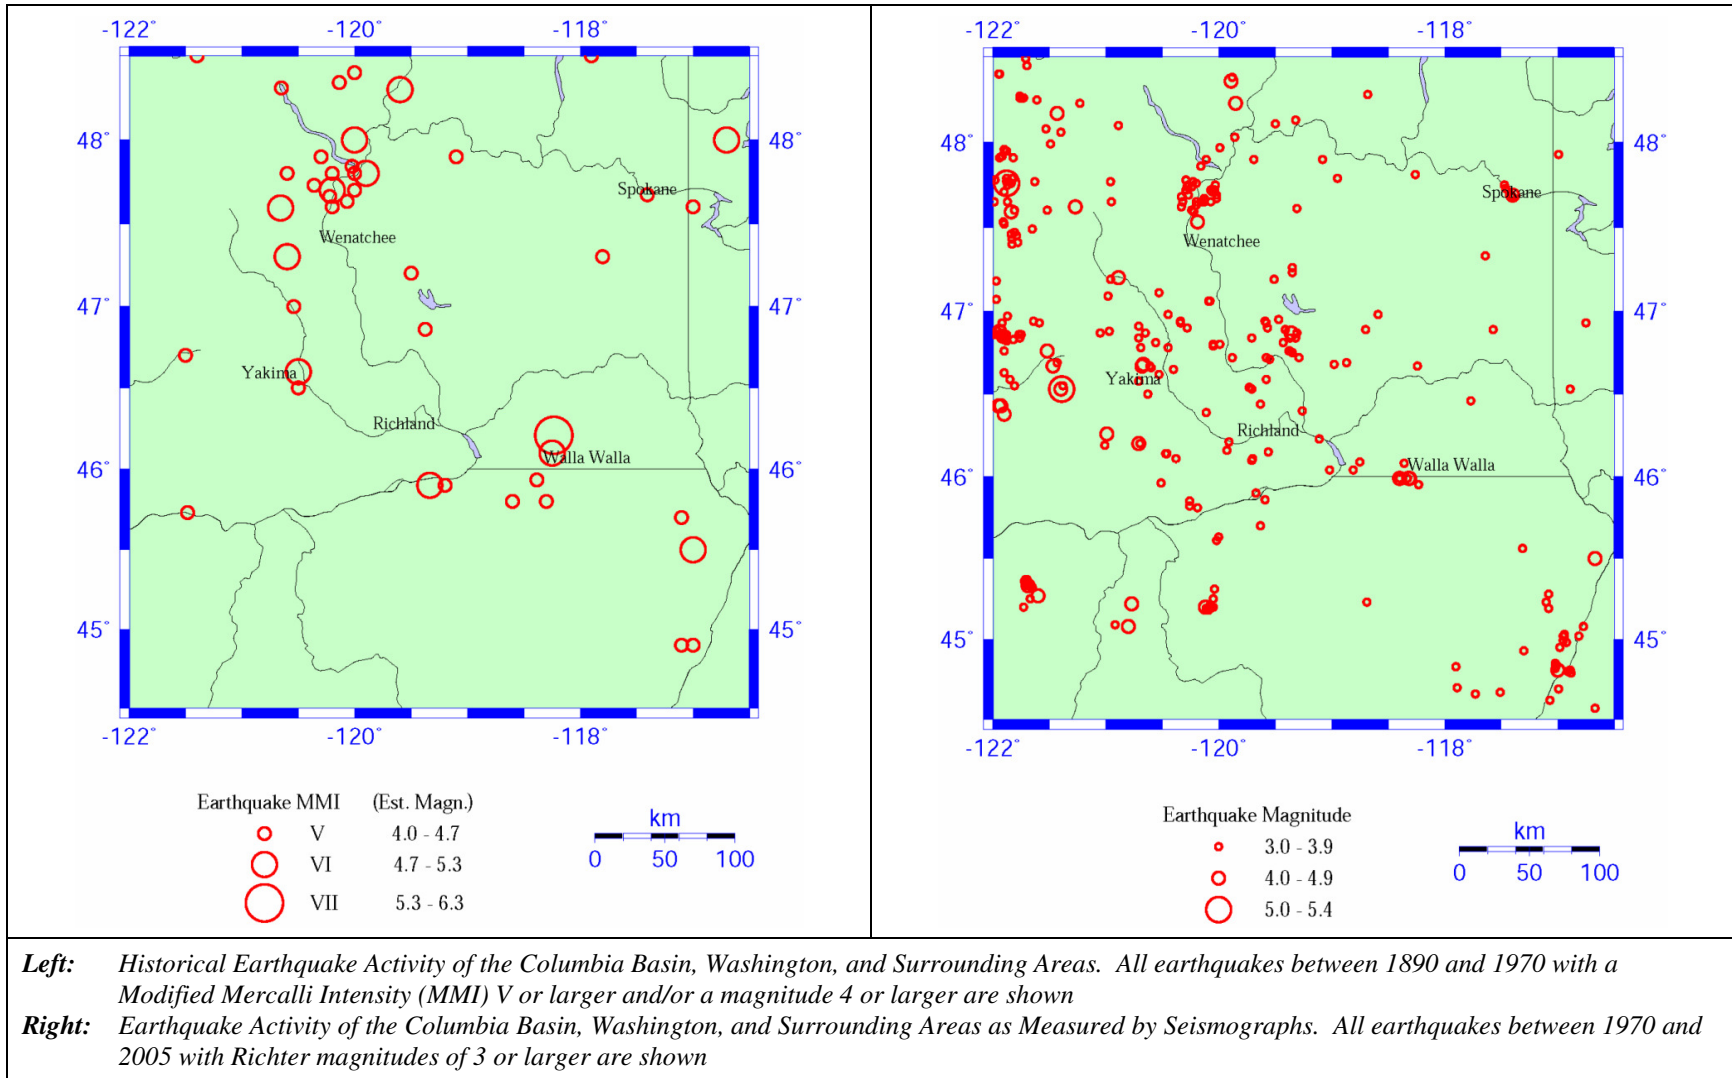 -122° -120° -118°
48° 48°
Spokane
Wenatchee
47° 47°
Yakima
Richland
Walla Walla
46° 46°
45° 45°
-122° -120° -118°
Earthquake MMI (Est. Magn.)
V 4.0 - 4.7
VI 4.7 - 5.3
VII 5.3 - 6.3
km
0 50 100
-122° -120° -118°
48° 48°
Spokane
Wenatchee
47° 47°
Yakima
Richland
Walla Walla
46° 46°
45° 45°
-122° -120° -118°
Earthquake Magnitude
3.0 - 3.9
4.0 - 4.9
5.0 - 5.4
km
0 50 100
Left: Historical Earthquake Activity of the Columbia Basin, Washington, and Surrounding Areas. All earthquakes between 1890 and 1970 with a
Modified Mercalli Intensity (MMI) V or larger and/or a magnitude 4 or larger are shown
Right: Earthquake Activity of the Columbia Basin, Washington, and Surrounding Areas as Measured by Seismographs. All earthquakes between 1970 and
2005 with Richter magnitudes of 3 or larger are shown